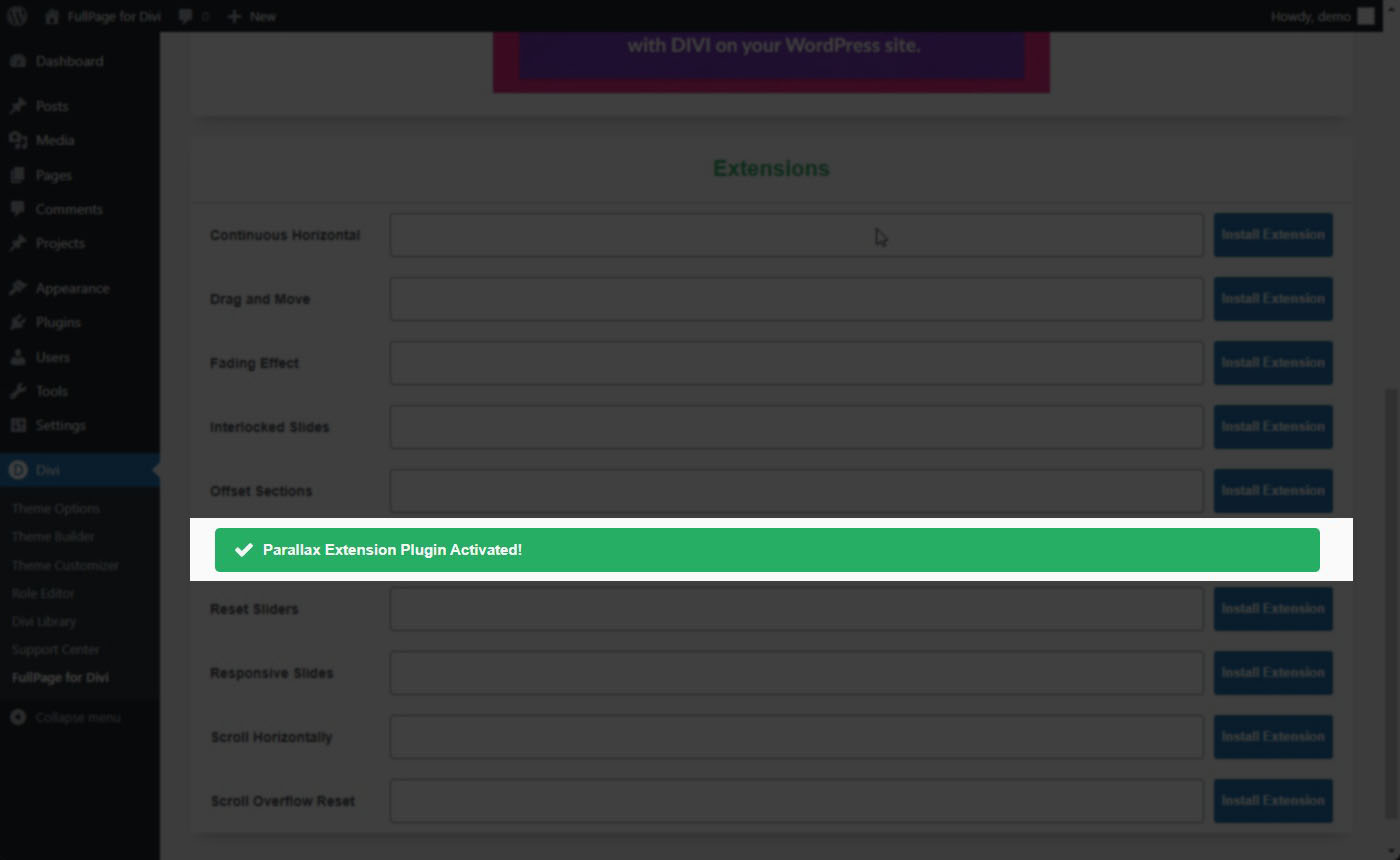 FullPage for Divi
0
New
Howdy, demo
Dashboard
Posts
Media
Pages
Comments
Projects
Appearance
Plugins
Users
Tools
Settings
Divi
Theme Options
Theme Builder
Theme Customizer
Role Editor
Divi Library
Support Center
FullPage for Divi
Collapse menu
with DIVI on your WordPress site.
Extensions
Continuous Horizontal Install Extension
Drag and Move Install Extension
Fading Effect Install Extension
Interlocked Slides Install Extension
Offset Sections Install Extension
Parallax Extension Plugin Activated!
Reset Sliders Install Extension
Responsive Slides Install Extension
Scroll Horizontally Install Extension
Scroll Overflow Reset Install Extension